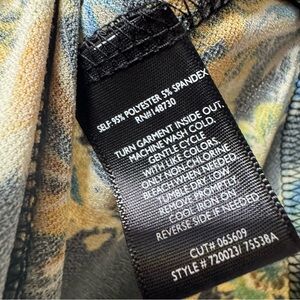 SELF: 95% POLYESTER 5% SPANDEX
RN#148730
TURN GARMENT INSIDE OUT.
MACHINE WASH COLD.
GENTLE CYCLE
WITH LIKE COLORS.
ONLY NON-CHLORINE
BLEACH WHEN NEEDED.
TUMBLE DRY LOW
REMOVE PROMPTLY
COOL IRON ON
REVERSE SIDE IF NEEDED.
CUT# 065609
STYLE # 720023/ 7553BA